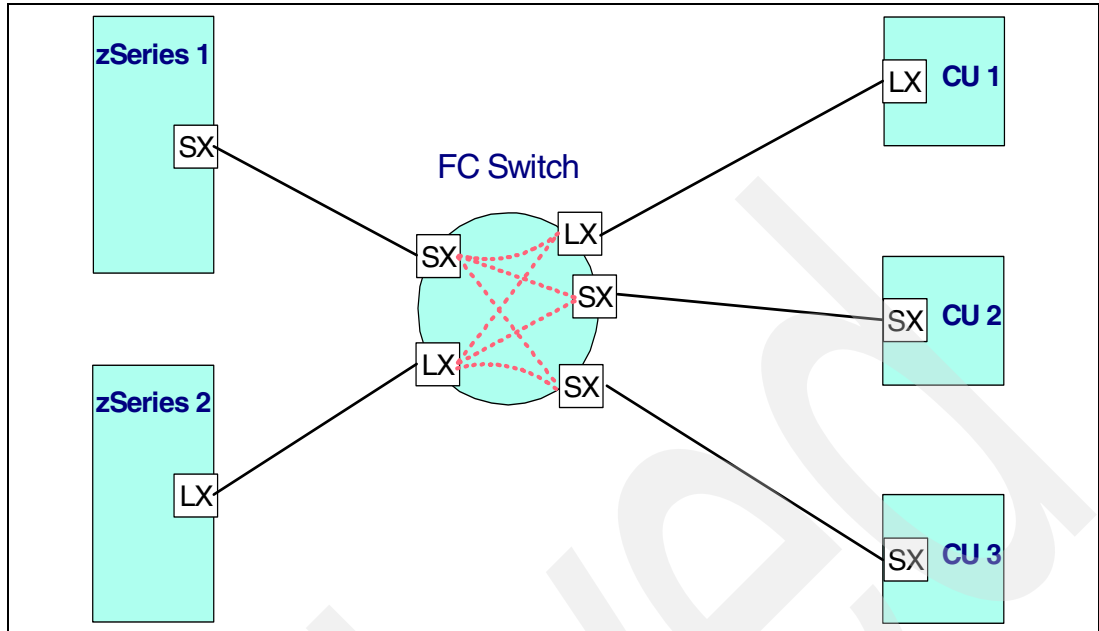 zSeries 1
SX
LX
CU 1
FC Switch
SX
LX
SX
SX
CU 2
LX
SX
zSeries 2
LX
SX
CU 3